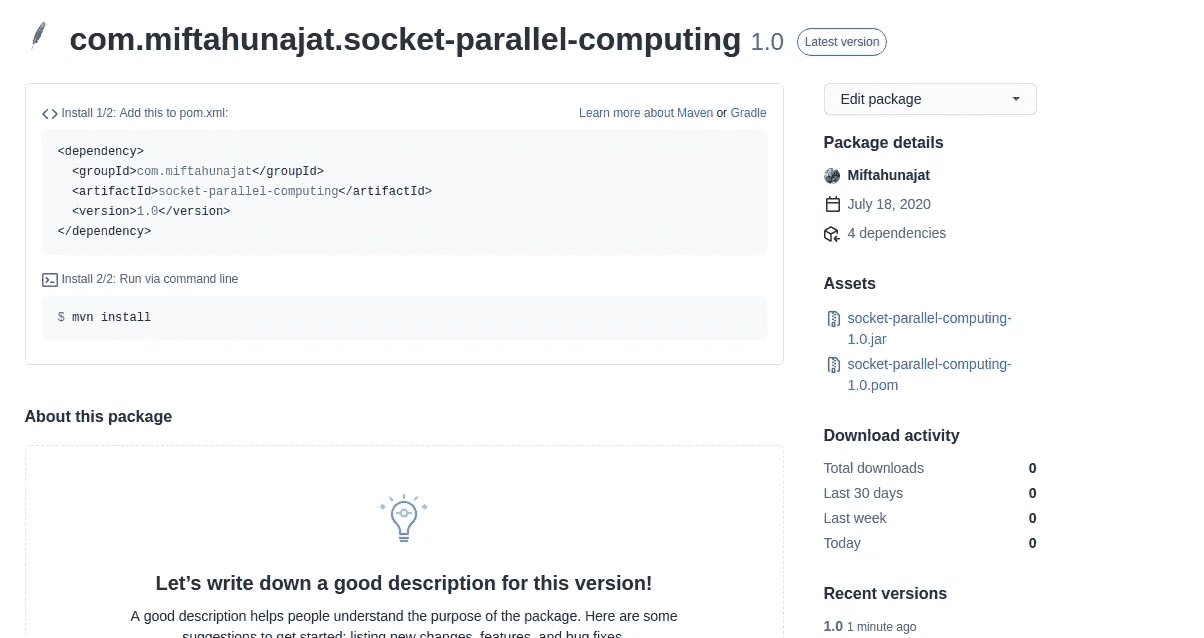 com.miftahunajat.socket-parallel-computing 1.0 Latest version
Install 1/2: Add this to pom.xml:
Learn more about Maven or Gradle
<dependency>
<groupId>com.miftahunajat</groupId>
<artifactId>socket-parallel-computing</artifactId>
<version>1.0</version>
</dependency>
Install 2/2: Run via command line
$ mvn install
About this package
Let’s write down a good description for this version!
A good description helps people understand the purpose of the package. Here are some
suggestions to get started: listing new changes, features, and bug fixes.
Edit package
Package details
Miftahunajat
July 18, 2020
4 dependencies
Assets
socket-parallel-computing-
1.0.jar
socket-parallel-computing-
1.0.pom
Download activity
Total downloads 0
Last 30 days 0
Last week 0
Today 0
Recent versions
1.0 1 minute ago